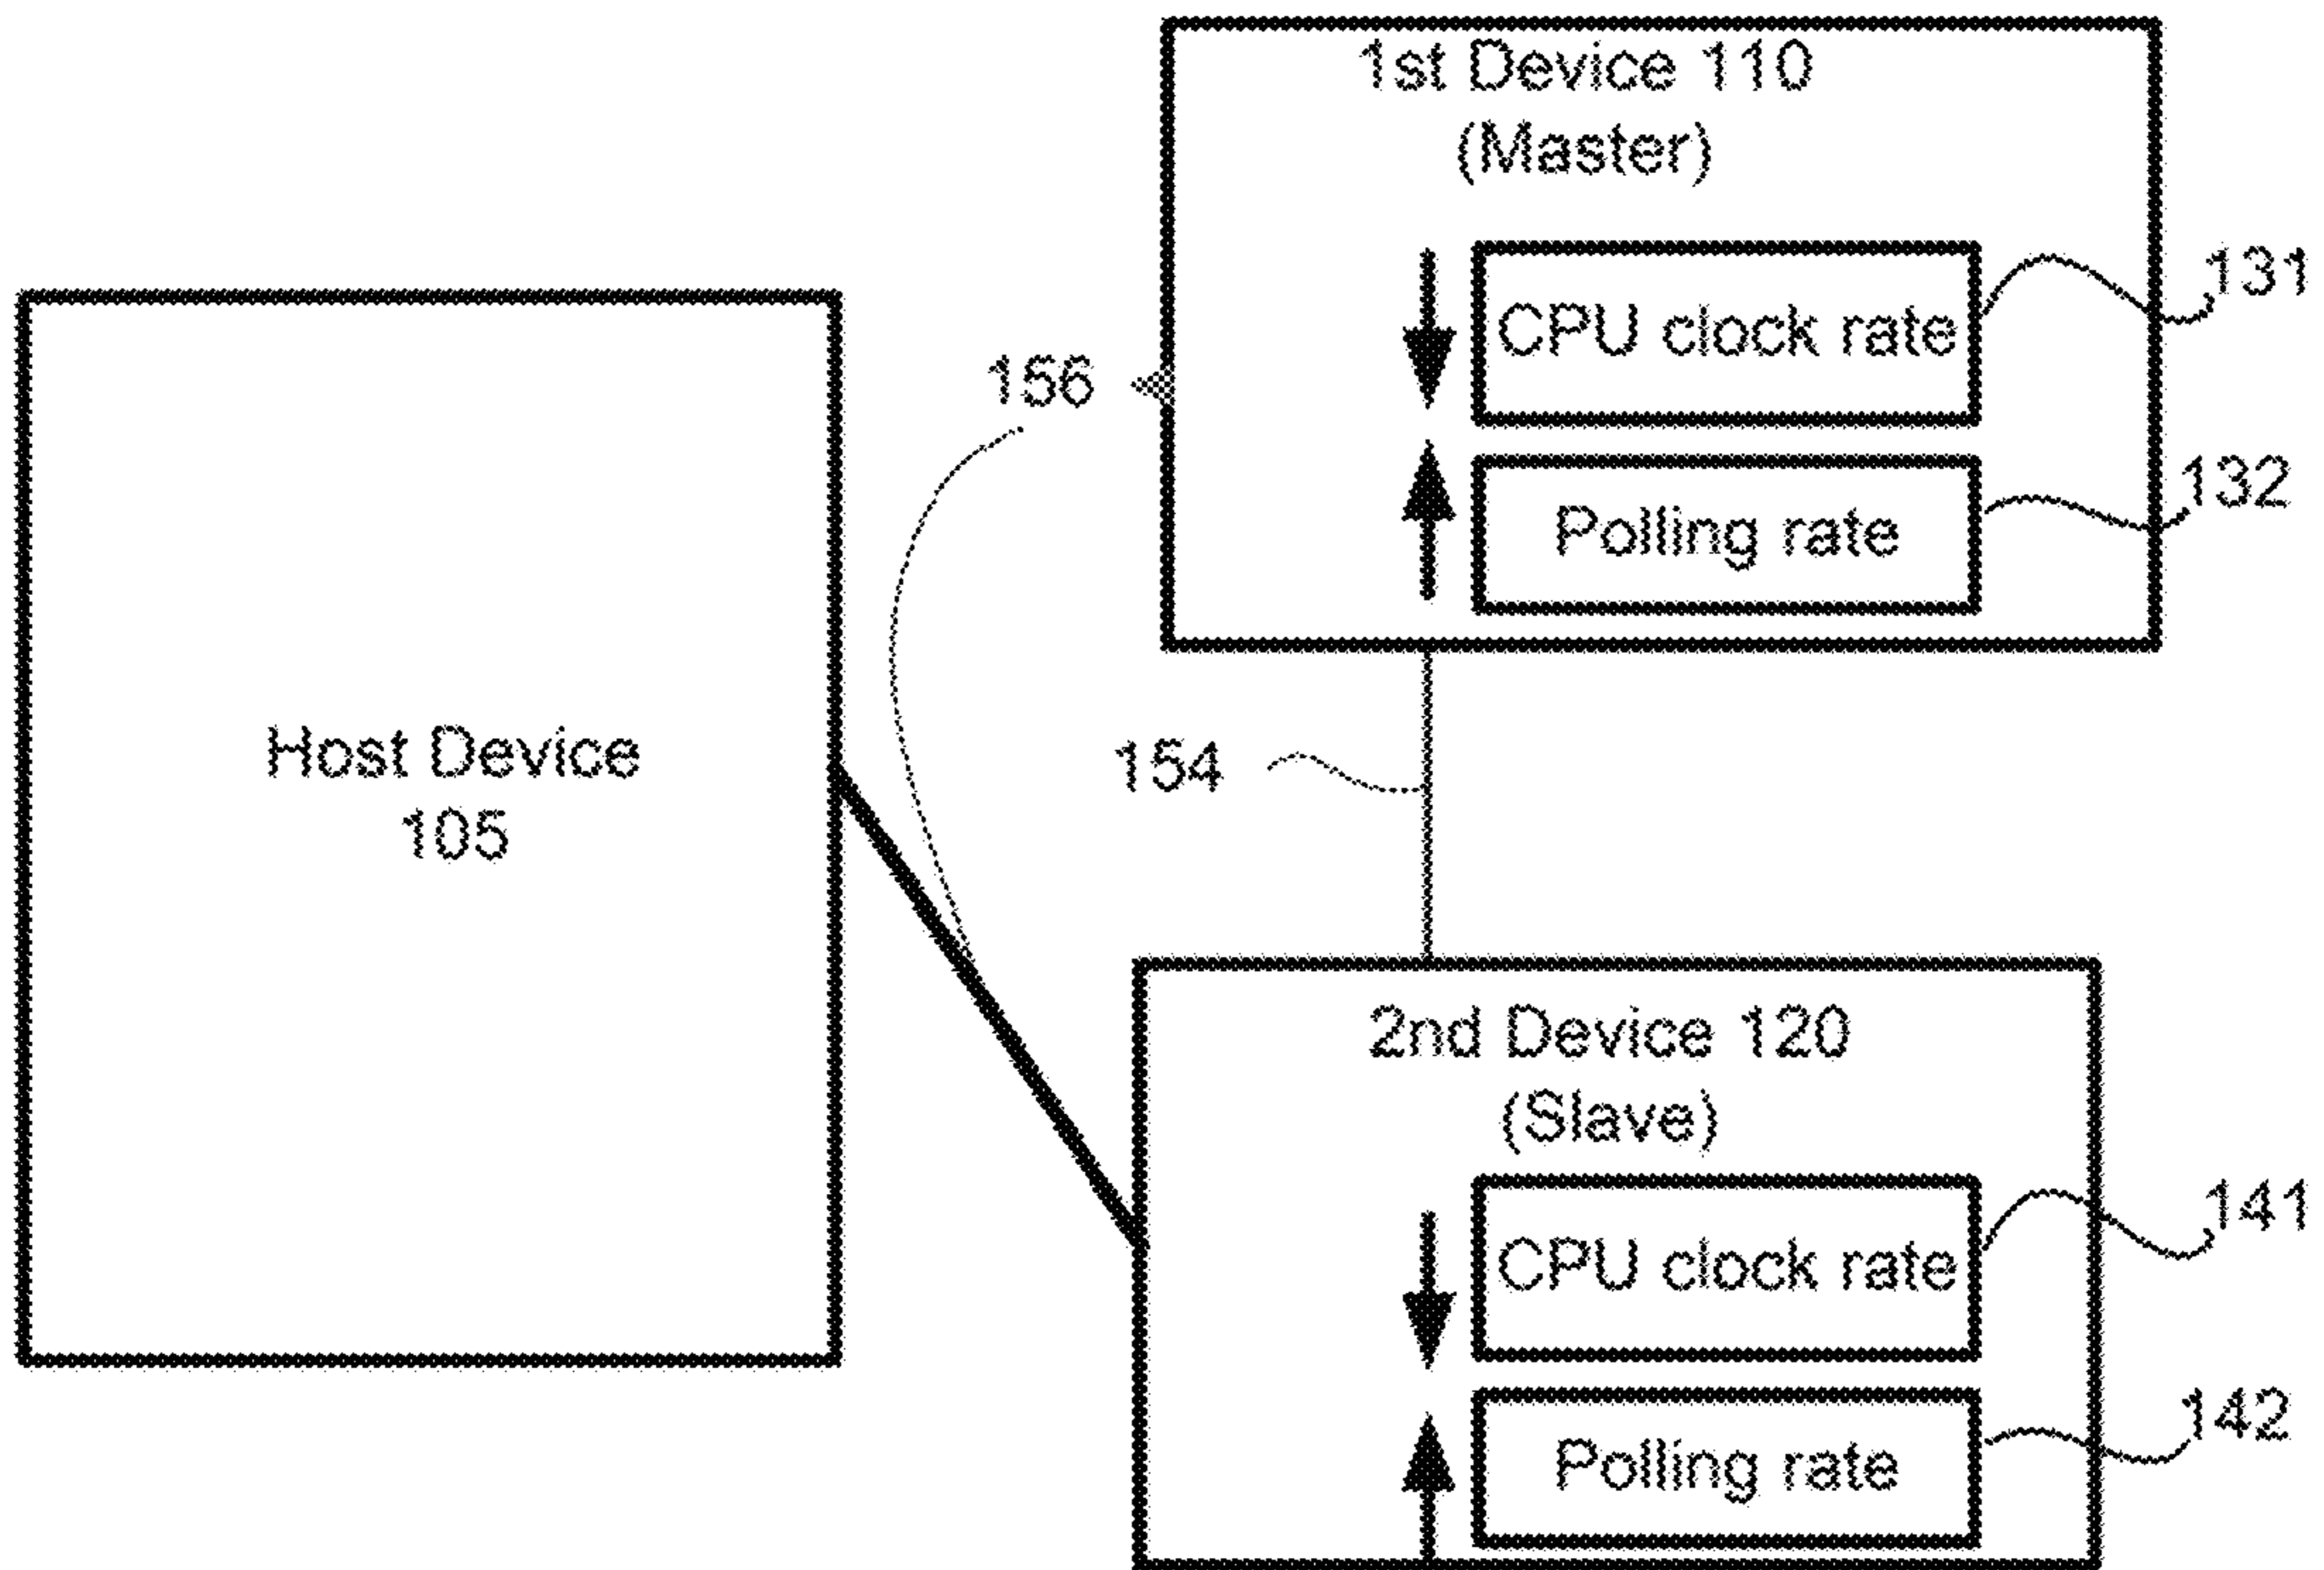 1st Device 110
(Master)
CPU clock rate
131
Polling rate
132
156
Host Device
105
154
2nd Device 120
(Slave)
CPU clock rate
141
Polling rate
142